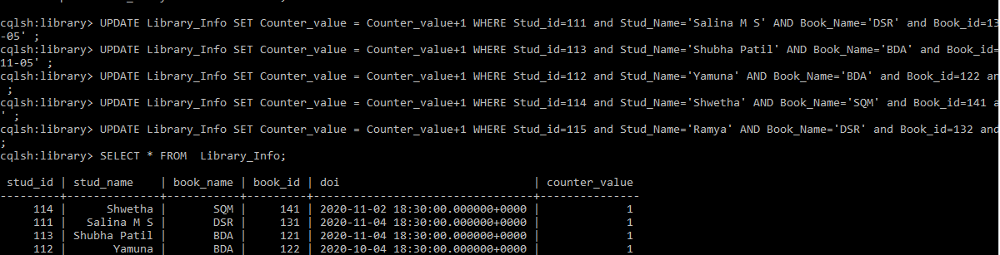 cqlsh:library> UPDATE Library_Info SET Counter_value = Counter_value+1 WHERE Stud_id=111 and Stud_Name='Salina M S' AND Book_Name='DSR' and Book_id=13
-05' ;
cqlsh:library> UPDATE Library_Info SET Counter_value = Counter_value+1 WHERE Stud_id=113 and Stud_Name='Shubha Patil' AND Book_Name='BDA' and Book_id=
11-05' ;
cqlsh:library> UPDATE Library_Info SET Counter_value = Counter_value+1 WHERE Stud_id=112 and Stud_Name='Yamuna' AND Book_Name='BDA' and Book_id=122 an
 ;
cqlsh:library> UPDATE Library_Info SET Counter_value = Counter_value+1 WHERE Stud_id=114 and Stud_Name='Shwetha' AND Book_Name='SQM' and Book_id=141 a
' ;
cqlsh:library> UPDATE Library_Info SET Counter_value = Counter_value+1 WHERE Stud_id=115 and Stud_Name='Ramya' AND Book_Name='DSR' and Book_id=132 and
;
cqlsh:library> SELECT * FROM  Library_Info;
 stud_id | stud_name    | book_name | book_id | doi                             | counter_value
---------+--------------+-----------+---------+---------------------------------+---------------
     114 |      Shwetha |       SQM |     141 | 2020-11-02 18:30:00.000000+0000 |             1
     111 |   Salina M S |       DSR |     131 | 2020-11-04 18:30:00.000000+0000 |             1
     113 | Shubha Patil |       BDA |     121 | 2020-11-04 18:30:00.000000+0000 |             1
     112 |       Yamuna |       BDA |     122 | 2020-10-04 18:30:00.000000+0000 |             1